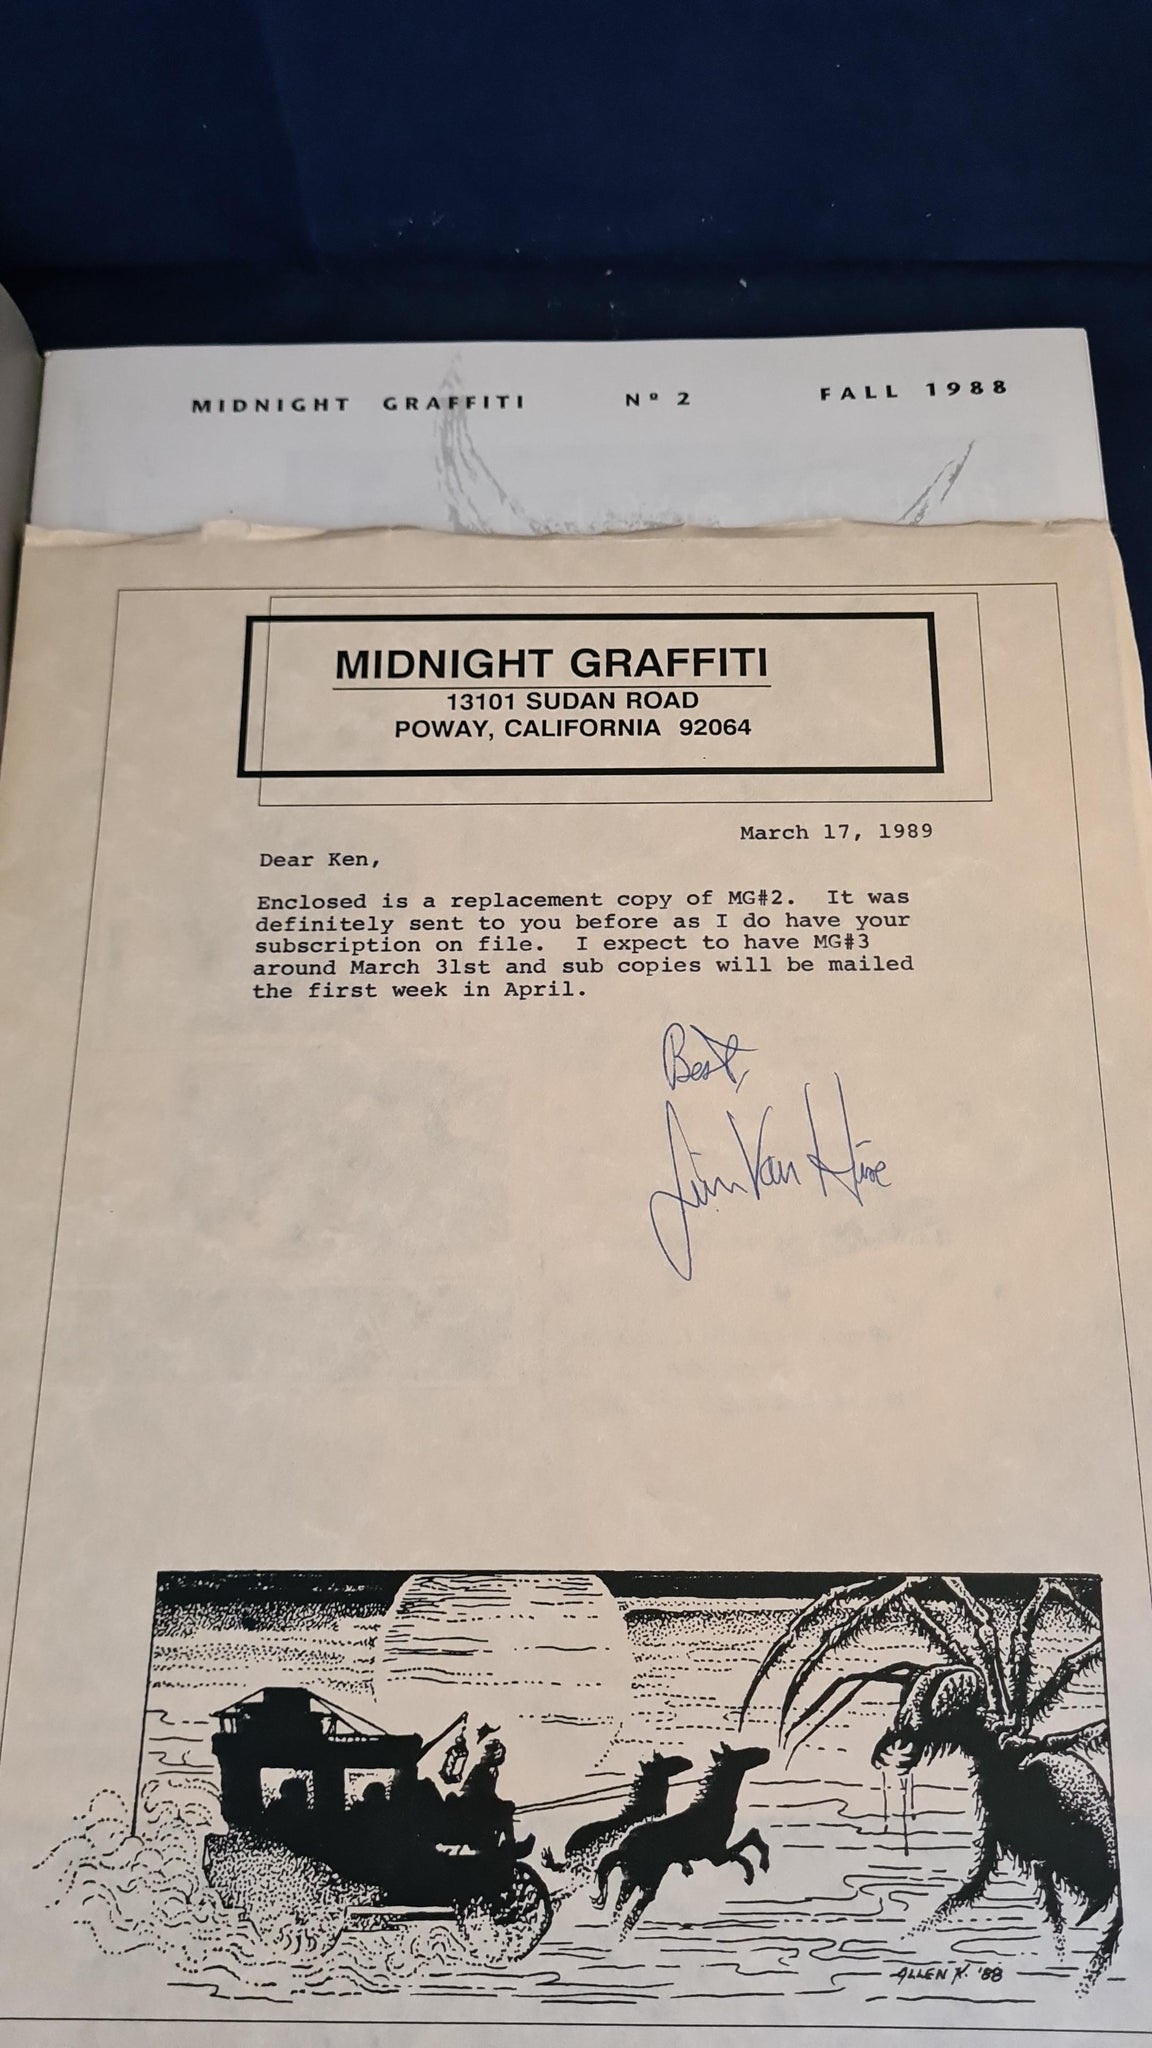 MIDNIGHT GRAFFITI Nº 2 FALL 1988
MIDNIGHT GRAFFITI
13101 SUDAN ROAD
POWAY, CALIFORNIA 92064
March 17, 1989
Dear Ken,
Enclosed is a replacement copy of MG#2. It was
definitely sent to you before as I do have your
subscription on file. I expect to have MG#3
around March 31st and sub copies will be mailed
the first week in April.
Best,
Jim Van Hise
ALLEN K. '88